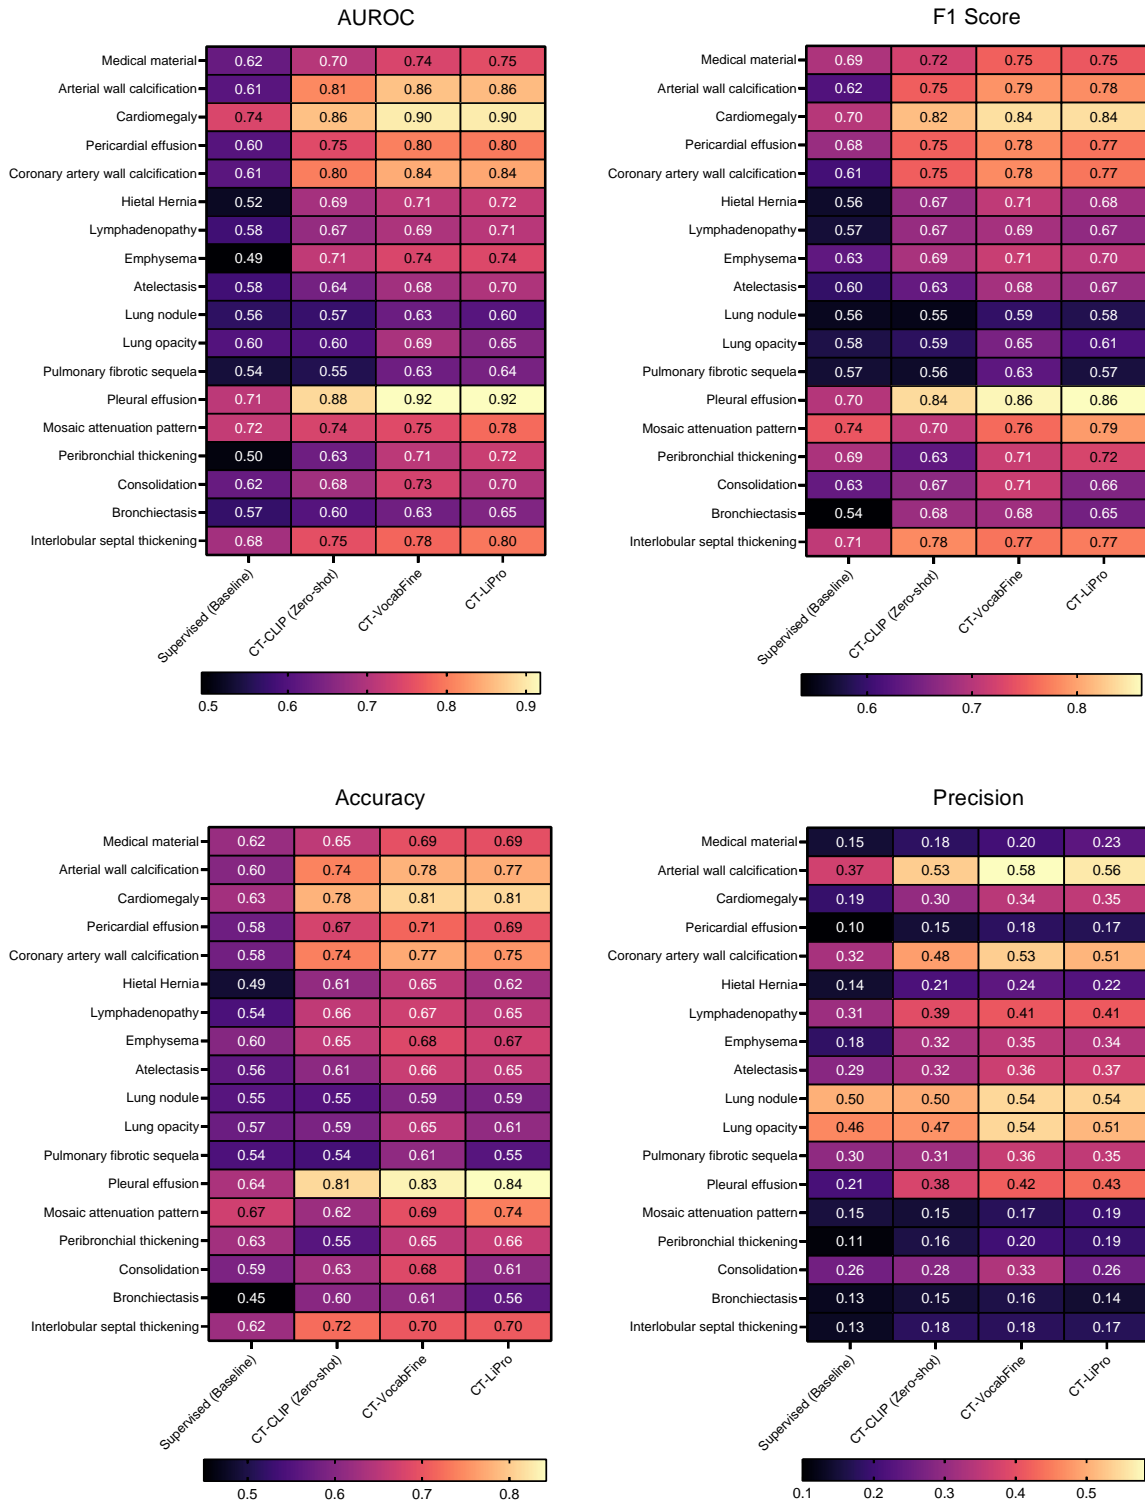 AUROC
Medical material 0.62 0.70 0.74 0.75
Arterial wall calcification 0.61 0.81 0.86 0.86
Cardiomegaly 0.74 0.86 0.90 0.90
Pericardial effusion 0.60 0.75 0.80 0.80
Coronary artery wall calcification 0.61 0.80 0.84 0.84
Hietal Hernia 0.52 0.69 0.71 0.72
Lymphadenopathy 0.58 0.67 0.69 0.71
Emphysema 0.49 0.71 0.74 0.74
Atelectasis 0.58 0.64 0.68 0.70
Lung nodule 0.56 0.57 0.63 0.60
Lung opacity 0.60 0.60 0.69 0.65
Pulmonary fibrotic sequela 0.54 0.55 0.63 0.64
Pleural effusion 0.71 0.88 0.92 0.92
Mosaic attenuation pattern 0.72 0.74 0.75 0.78
Peribronchial thickening 0.50 0.63 0.71 0.72
Consolidation 0.62 0.68 0.73 0.70
Bronchiectasis 0.57 0.60 0.63 0.65
Interlobular septal thickening 0.68 0.75 0.78 0.80
Supervised (Baseline)
CT-CLIP (Zero-shot)
CT-VocabFine
CT-LiPro
0.5 0.6 0.7 0.8 0.9
F1 Score
Medical material 0.69 0.72 0.75 0.75
Arterial wall calcification 0.62 0.75 0.79 0.78
Cardiomegaly 0.70 0.82 0.84 0.84
Pericardial effusion 0.68 0.75 0.78 0.77
Coronary artery wall calcification 0.61 0.75 0.78 0.77
Hietal Hernia 0.56 0.67 0.71 0.68
Lymphadenopathy 0.57 0.67 0.69 0.67
Emphysema 0.63 0.69 0.71 0.70
Atelectasis 0.60 0.63 0.68 0.67
Lung nodule 0.56 0.55 0.59 0.58
Lung opacity 0.58 0.59 0.65 0.61
Pulmonary fibrotic sequela 0.57 0.56 0.63 0.57
Pleural effusion 0.70 0.84 0.86 0.86
Mosaic attenuation pattern 0.74 0.70 0.76 0.79
Peribronchial thickening 0.69 0.63 0.71 0.72
Consolidation 0.63 0.67 0.71 0.66
Bronchiectasis 0.54 0.68 0.68 0.65
Interlobular septal thickening 0.71 0.78 0.77 0.77
Supervised (Baseline)
CT-CLIP (Zero-shot)
CT-VocabFine
CT-LiPro
0.6 0.7 0.8
Accuracy
Medical material 0.62 0.65 0.69 0.69
Arterial wall calcification 0.60 0.74 0.78 0.77
Cardiomegaly 0.63 0.78 0.81 0.81
Pericardial effusion 0.58 0.67 0.71 0.69
Coronary artery wall calcification 0.58 0.74 0.77 0.75
Hietal Hernia 0.49 0.61 0.65 0.62
Lymphadenopathy 0.54 0.66 0.67 0.65
Emphysema 0.60 0.65 0.68 0.67
Atelectasis 0.56 0.61 0.66 0.65
Lung nodule 0.55 0.55 0.59 0.59
Lung opacity 0.57 0.59 0.65 0.61
Pulmonary fibrotic sequela 0.54 0.54 0.61 0.55
Pleural effusion 0.64 0.81 0.83 0.84
Mosaic attenuation pattern 0.67 0.62 0.69 0.74
Peribronchial thickening 0.63 0.55 0.65 0.66
Consolidation 0.59 0.63 0.68 0.61
Bronchiectasis 0.45 0.60 0.61 0.56
Interlobular septal thickening 0.62 0.72 0.70 0.70
Supervised (Baseline)
CT-CLIP (Zero-shot)
CT-VocabFine
CT-LiPro
0.5 0.6 0.7 0.8
Precision
Medical material 0.15 0.18 0.20 0.23
Arterial wall calcification 0.37 0.53 0.58 0.56
Cardiomegaly 0.19 0.30 0.34 0.35
Pericardial effusion 0.10 0.15 0.18 0.17
Coronary artery wall calcification 0.32 0.48 0.53 0.51
Hietal Hernia 0.14 0.21 0.24 0.22
Lymphadenopathy 0.31 0.39 0.41 0.41
Emphysema 0.18 0.32 0.35 0.34
Atelectasis 0.29 0.32 0.36 0.37
Lung nodule 0.50 0.50 0.54 0.54
Lung opacity 0.46 0.47 0.54 0.51
Pulmonary fibrotic sequela 0.30 0.31 0.36 0.35
Pleural effusion 0.21 0.38 0.42 0.43
Mosaic attenuation pattern 0.15 0.15 0.17 0.19
Peribronchial thickening 0.11 0.16 0.20 0.19
Consolidation 0.26 0.28 0.33 0.26
Bronchiectasis 0.13 0.15 0.16 0.14
Interlobular septal thickening 0.13 0.18 0.18 0.17
Supervised (Baseline)
CT-CLIP (Zero-shot)
CT-VocabFine
CT-LiPro
0.1 0.2 0.3 0.4 0.5